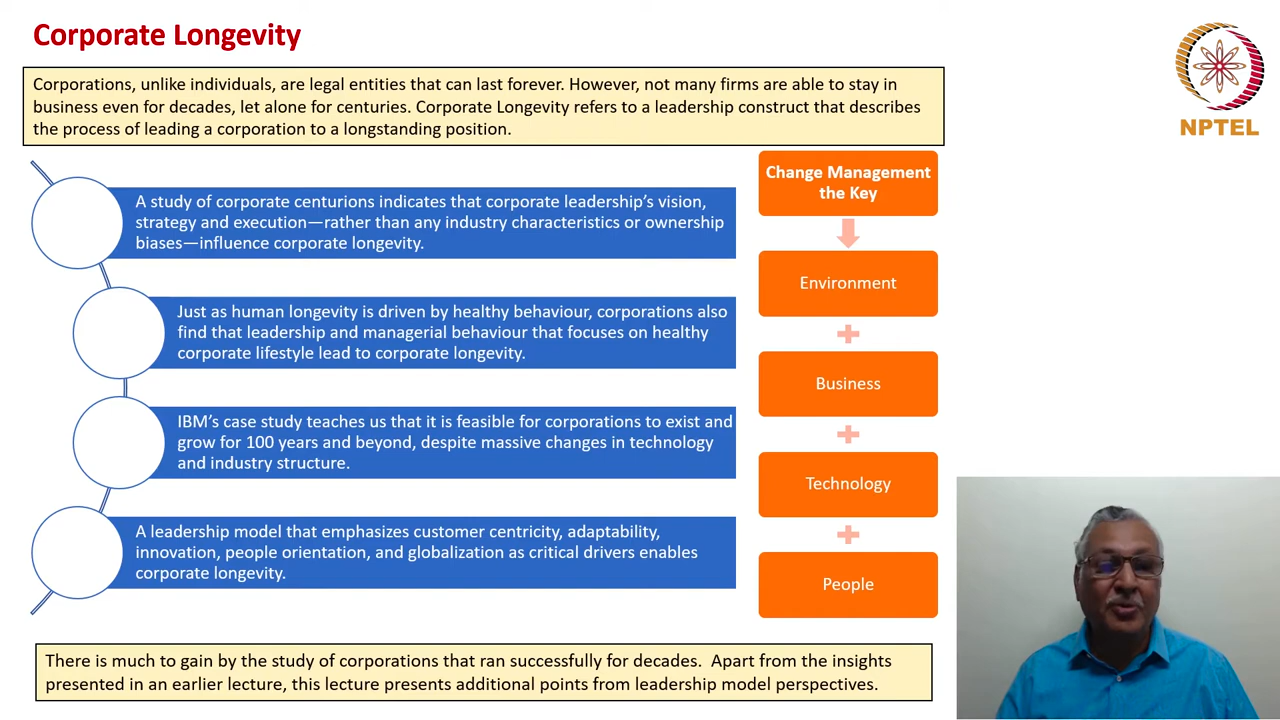 Corporate Longevity
Corporations, unlike individuals, are legal entities that can last forever. However, not many firms are able to stay in
business even for decades, let alone for centuries. Corporate Longevity refers to a leadership construct that describes
the process of leading a corporation to a longstanding position.
NPTEL
A study of corporate centurions indicates that corporate leadership's vision,
strategy and execution—rather than any industry characteristics or ownership
biases—influence corporate longevity.
Just as human longevity is driven by healthy behaviour, corporations also
find that leadership and managerial behaviour that focuses on healthy
corporate lifestyle lead to corporate longevity.
IBM's case study teaches us that it is feasible for corporations to exist and
grow for 100 years and beyond, despite massive changes in technology
and industry structure.
A leadership model that emphasizes customer centricity, adaptability,
innovation, people orientation, and globalization as critical drivers enables
corporate longevity.
Change Management
the Key
Environment
Business
Technology
People
There is much to gain by the study of corporations that ran successfully for decades.  Apart from the insights
presented in an earlier lecture, this lecture presents additional points from leadership model perspectives.